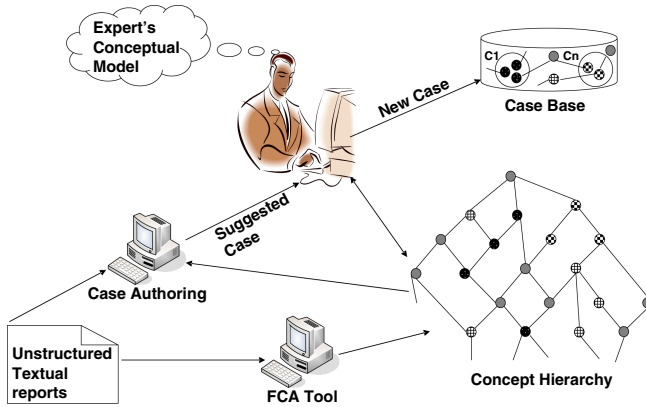 Expert's
Conceptual
Model
C1
Cn
New Case
Case Base
Suggested
Case
Case Authoring
Unstructured
Textual
reports
FCA Tool
Concept Hierarchy